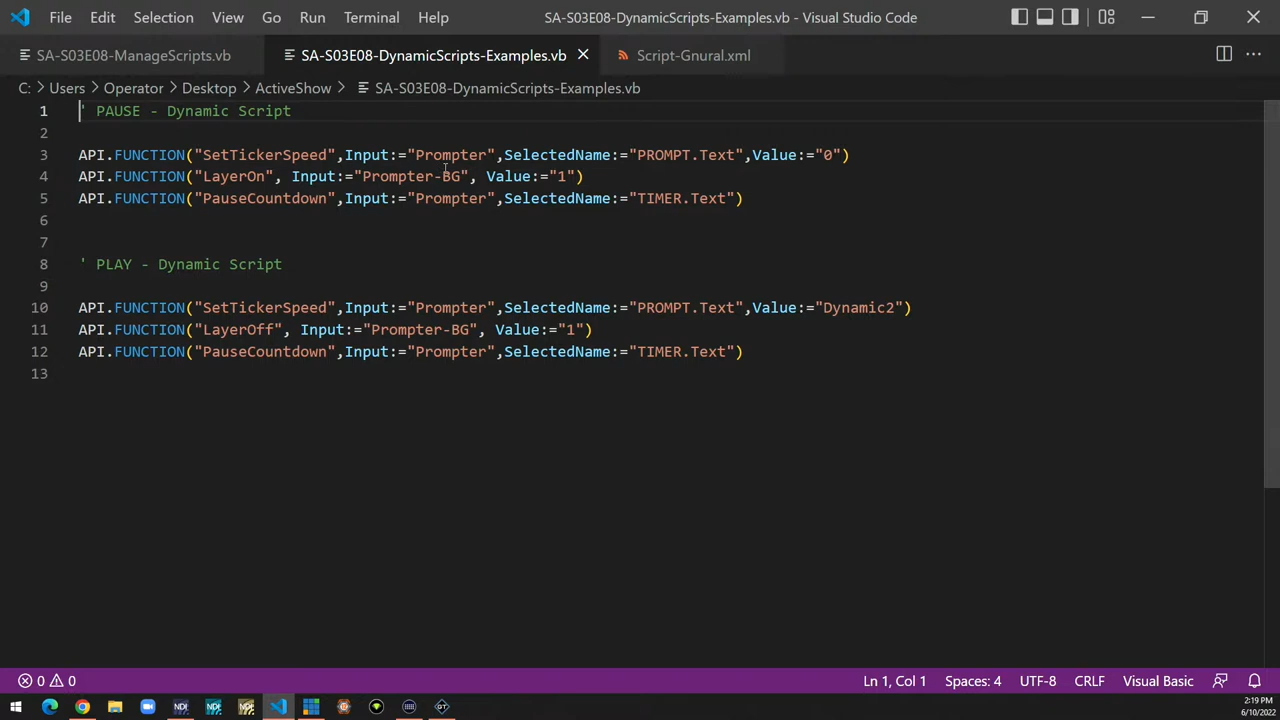 File Edit Selection View Go Run Terminal Help SA-S03E08-DynamicScripts-Examples.vb - Visual Studio Code
SA-S03E08-ManageScripts.vb SA-S03E08-DynamicScripts-Examples.vb Script-Gnural.xml
C: > Users > Operator > Desktop > ActiveShow > SA-S03E08-DynamicScripts-Examples.vb
1 ' PAUSE - Dynamic Script
2
3 API.FUNCTION("SetTickerSpeed",Input:="Prompter",SelectedName:="PROMPT.Text",Value:="0")
4 API.FUNCTION("LayerOn", Input:="Prompter-BG", Value:="1")
5 API.FUNCTION("PauseCountdown",Input:="Prompter",SelectedName:="TIMER.Text")
6
7
8 ' PLAY - Dynamic Script
9
10 API.FUNCTION("SetTickerSpeed",Input:="Prompter",SelectedName:="PROMPT.Text",Value:="Dynamic2")
11 API.FUNCTION("LayerOff", Input:="Prompter-BG", Value:="1")
12 API.FUNCTION("PauseCountdown",Input:="Prompter",SelectedName:="TIMER.Text")
13
0 0 Ln 1, Col 1 Spaces: 4 UTF-8 CRLF Visual Basic
NDI NDI NDI GT 2:19 PM
6/10/2022